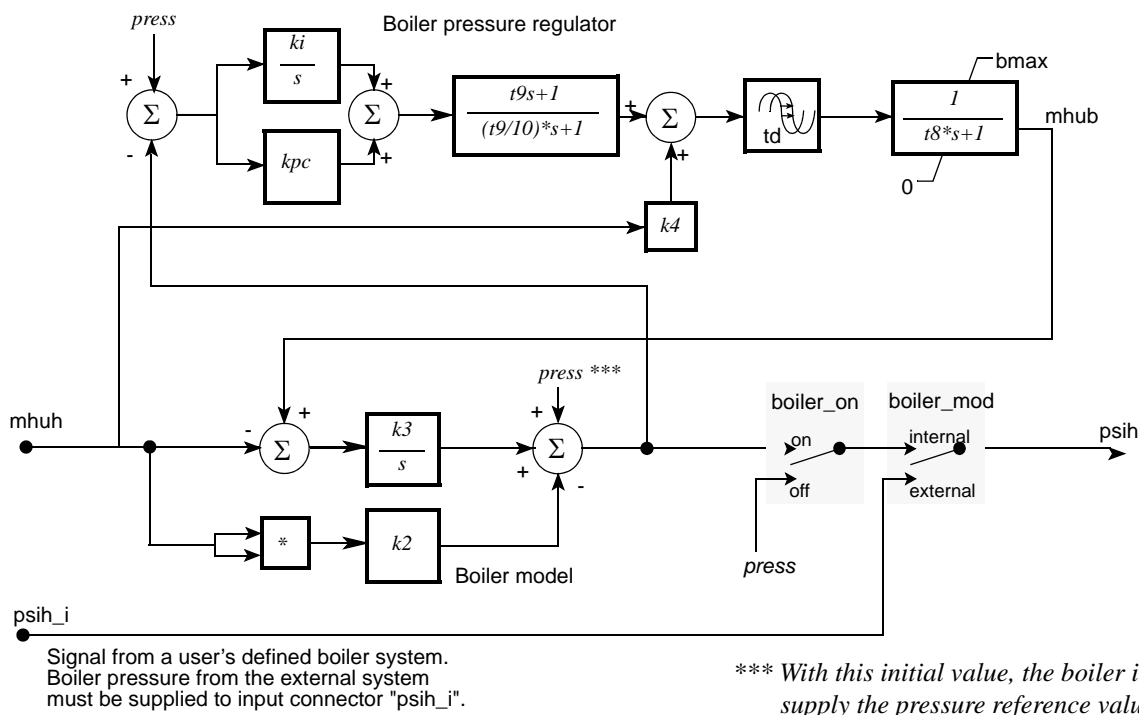 press
Boiler pressure regulator
ki
s
bmax
+
Σ
+
Σ
t9s+1
(t9/10)*s+1
+
Σ
td
1
t8*s+1
mhub
-
kpc
+
+
0
k4
press ***
boiler_on
boiler_mod
mhuh
+
-
Σ
k3
s
+
+
Σ
-
on
off
internal
external
psih
*
k2
Boiler model
press
psih_i
Signal from a user's defined boiler system.
Boiler pressure from the external system
must be supplied to input connector "psih_i".
*** With this initial value, the boiler i
supply the pressure reference valu